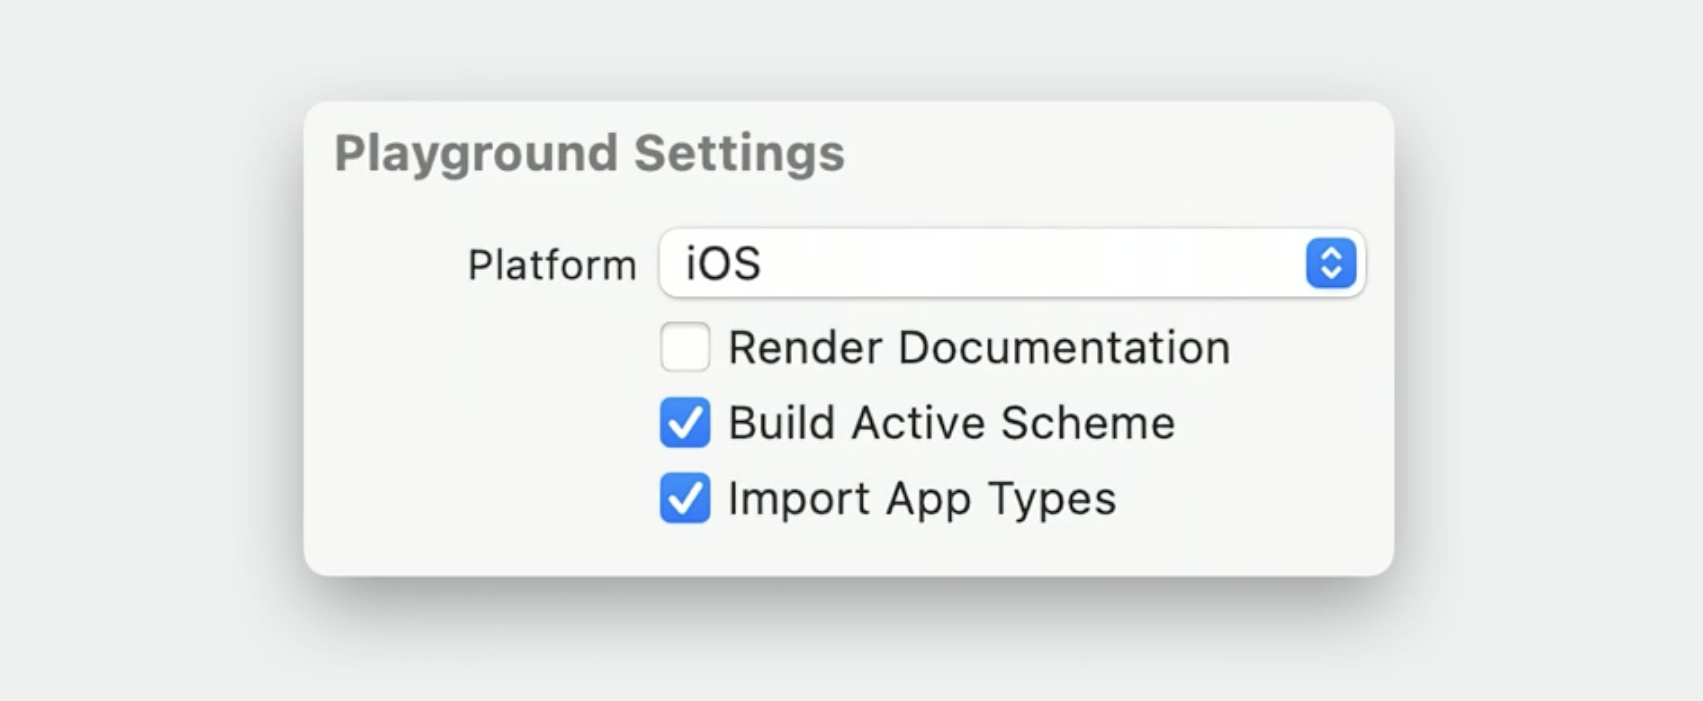 Playground Settings
Platform iOS
Render Documentation
Build Active Scheme
Import App Types